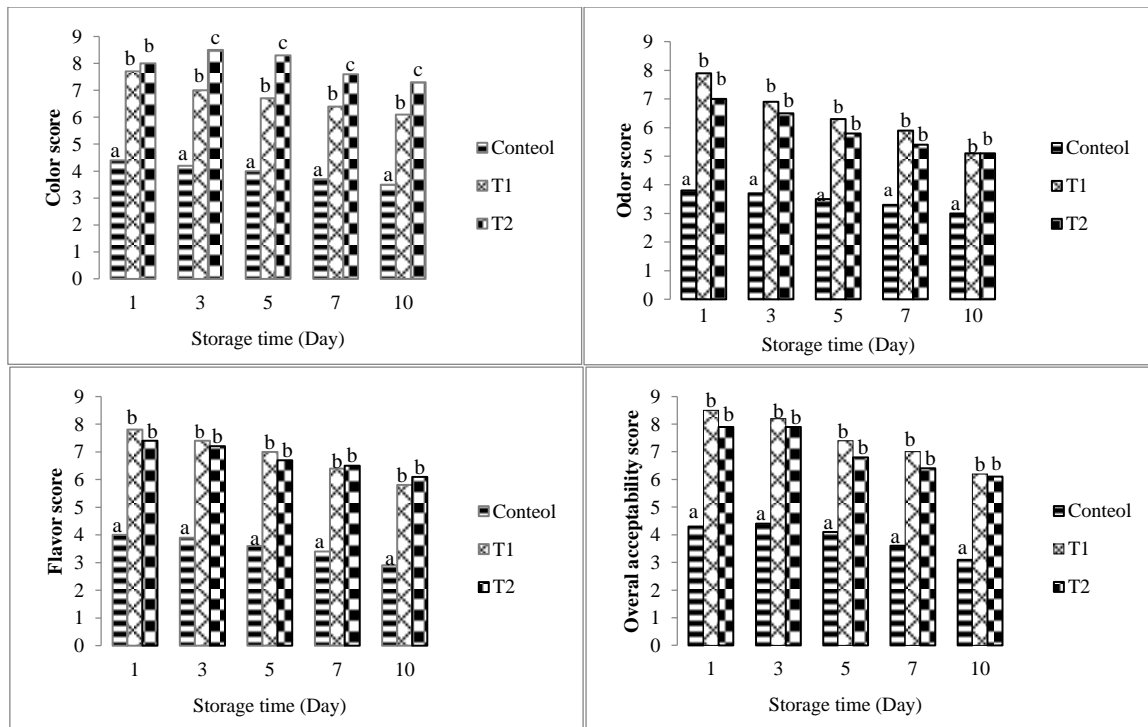 9
8
7
6
5
4
3
2
1
0
Color score
a b b
a b c
a b c
a b c
a b c
1 3 5 7 10
Storage time (Day)
Conteol
T1
T2
9
8
7
6
5
4
3
2
1
0
Odor score
a b b
a b b
a b b
a b b
a b b
1 3 5 7 10
Storage time (Day)
Conteol
T1
T2
9
8
7
6
5
4
3
2
1
0
Flavor score
a b b
a b b
a b b
a b b
a b b
1 3 5 7 10
Storage time (Day)
Conteol
T1
T2
9
8
7
6
5
4
3
2
1
0
Overal acceptability score
a b b
a b b
a b b
a b b
a b b
1 3 5 7 10
Storage time (Day)
Conteol
T1
T2